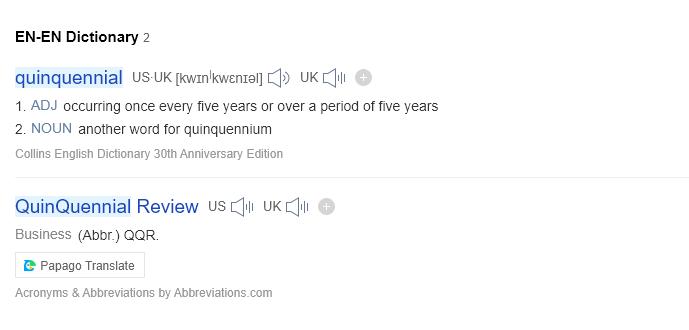 EN-EN Dictionary 2
quinquennial US·UK [kwɪnˈkwɛnɪəl] UK
1. ADJ occurring once every five years or over a period of five years
2. NOUN another word for quinquennium
Collins English Dictionary 30th Anniversary Edition
QuinQuennial Review US UK
Business (Abbr.) QQR.
Papago Translate
Acronyms & Abbreviations by Abbreviations.com